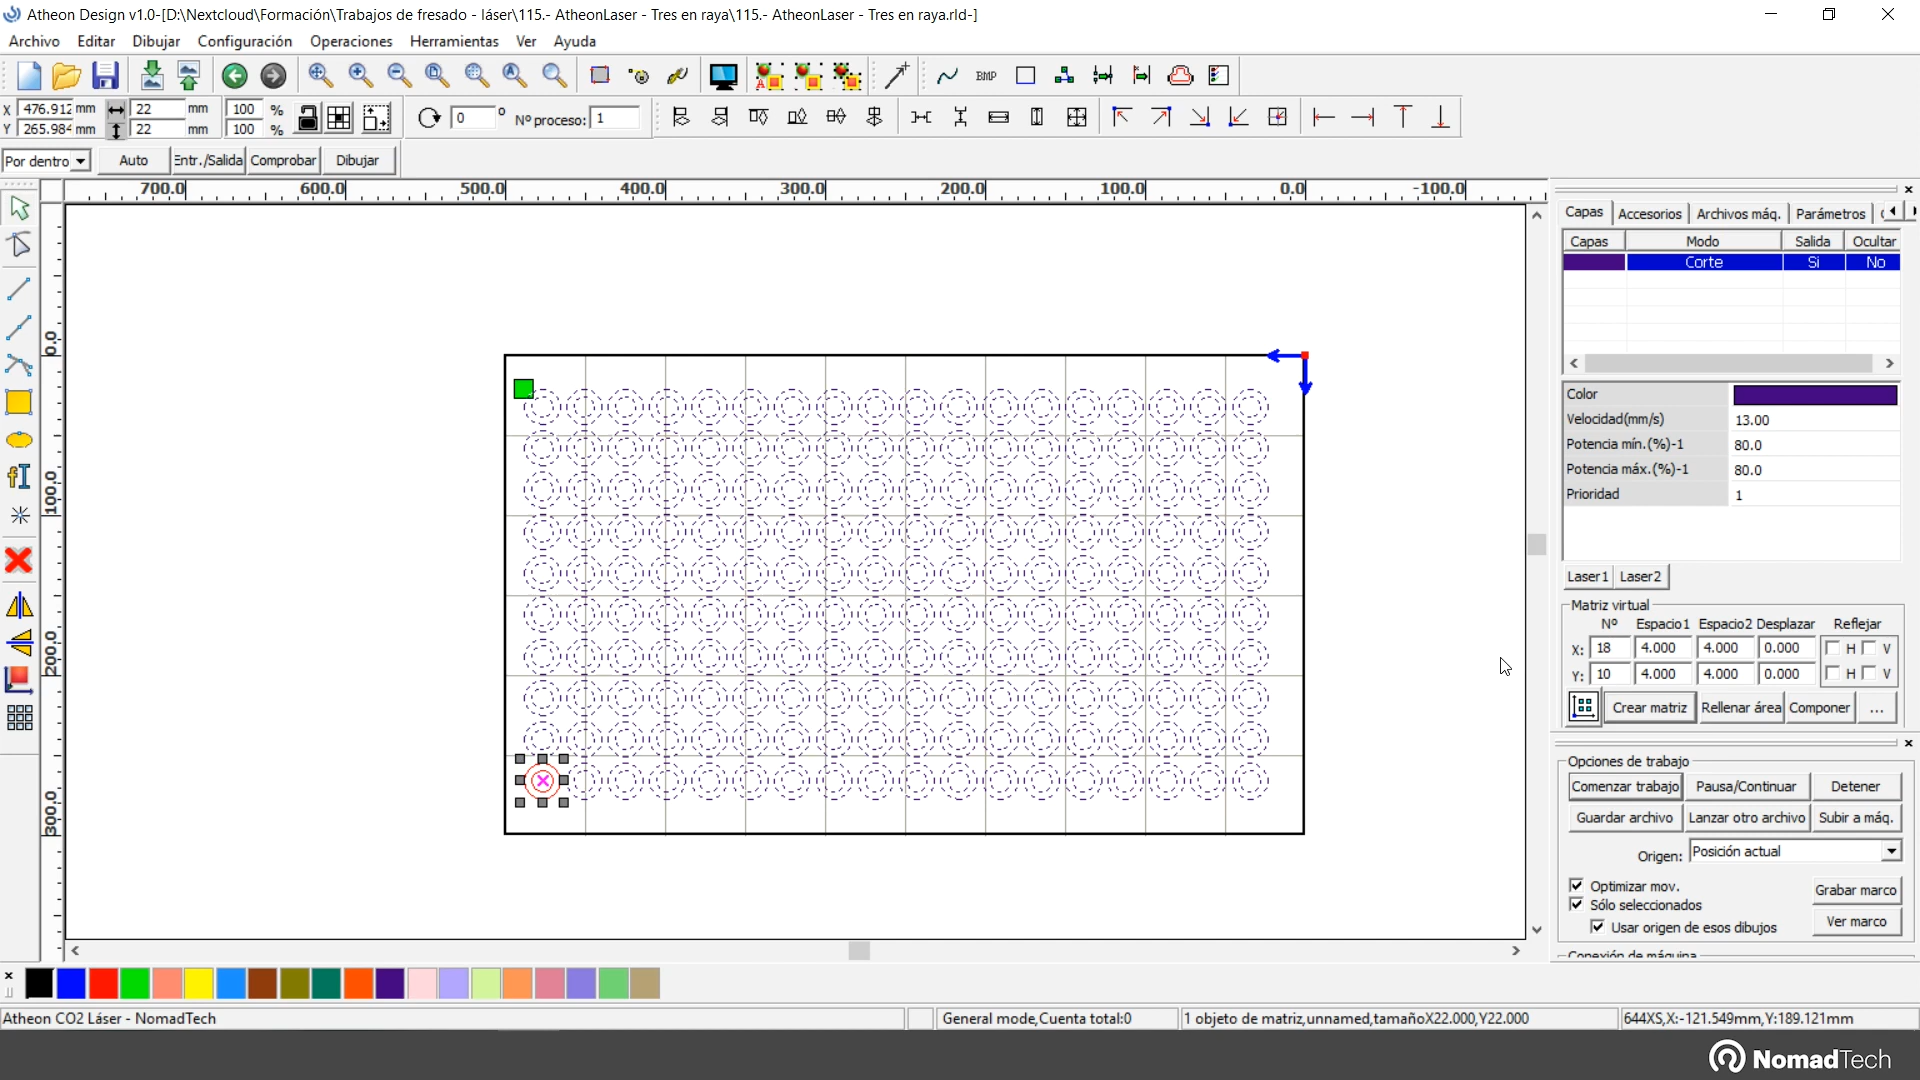 Atheon Design v1.0-[D:\Nextcloud\Formación\Trabajos de fresado - láser\115.- AtheonLaser - Tres en raya\115.- AtheonLaser - Tres en raya.rld-]
Archivo Editar Dibujar Configuración Operaciones Herramientas Ver Ayuda
BMP
X 476.912 mm 22 mm 100 %
Y 265.984 mm 22 mm 100 %
0 ° Nº proceso: 1
Por dentro Auto Entr./Salida Comprobar Dibujar
700.0 600.0 500.0 400.0 300.0 200.0 100.0 0.0 -100.0
0.0
100.0
200.0
300.0
Capas Accesorios Archivos máq. Parámetros
Capas Modo Salida Ocultar
Corte Si No
Color
Velocidad(mm/s) 13.00
Potencia mín.(%)-1 80.0
Potencia máx.(%)-1 80.0
Prioridad 1
Laser1 Laser2
Matriz virtual
Nº Espacio1 Espacio2 Desplazar Reflejar
X: 18 4.000 4.000 0.000 H V
Y: 10 4.000 4.000 0.000 H V
Crear matriz Rellenar área Componer ...
Opciones de trabajo
Comenzar trabajo Pausa/Continuar Detener
Guardar archivo Lanzar otro archivo Subir a máq.
Origen: Posición actual
Optimizar mov. Grabar marco
Sólo seleccionados
Usar origen de esos dibujos Ver marco
Conexión de máquina
Atheon CO2 Láser - NomadTech
General mode,Cuenta total:0
1 objeto de matriz,unnamed,tamañoX22.000,Y22.000
644XS,X:-121.549mm,Y:189.121mm
NomadTech